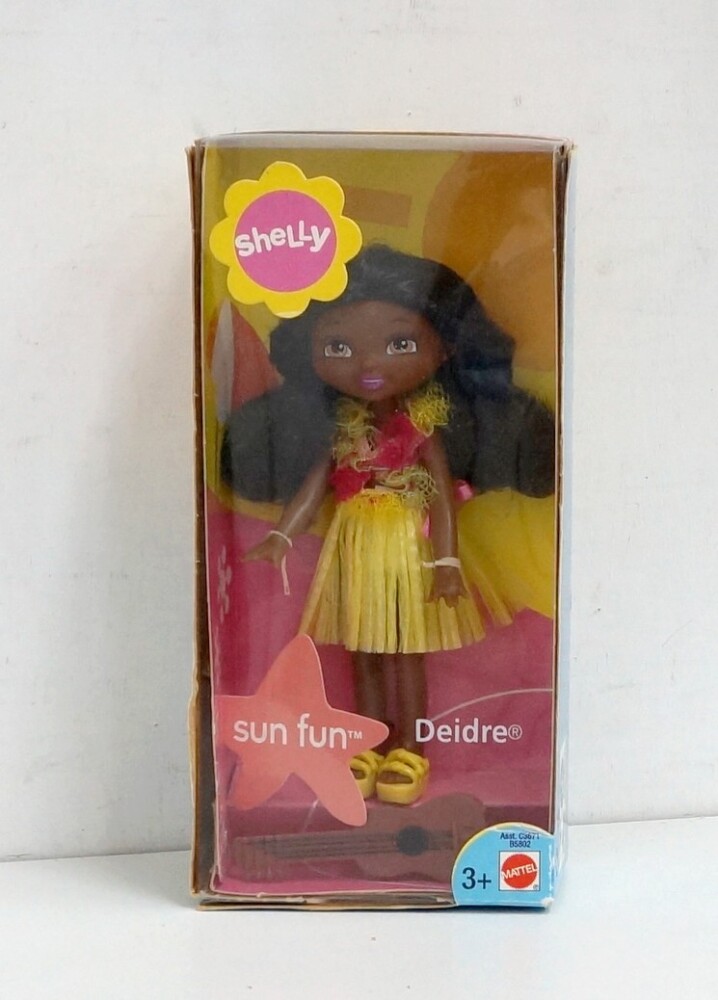 sheLLy
sun fun™
Deidre®
Asst. C3671
B5802
3+
MATTEL
®